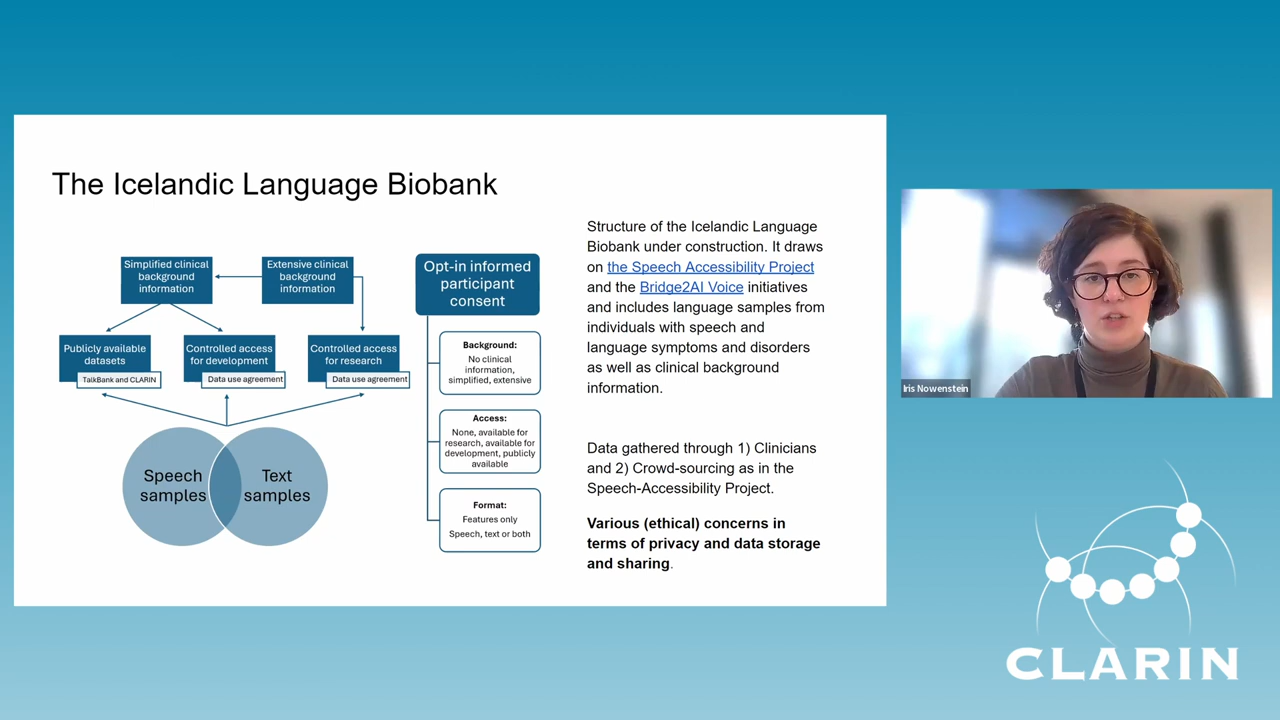 The Icelandic Language Biobank
Simplified clinical
background
information
Extensive clinical
background
information
Publicly available
datasets
TalkBank and CLARIN
Controlled access
for development
Data use agreement
Controlled access
for research
Data use agreement
Speech
samples
Text
samples
Opt-in informed
participant
consent
Background:
No clinical
information,
simplified, extensive
Access:
None, available for
research, available for
development, publicly
available
Format:
Features only
Speech, text or both
Structure of the Icelandic Language
Biobank under construction. It draws
on the Speech Accessibility Project
and the Bridge2AI Voice initiatives
and includes language samples from
individuals with speech and
language symptoms and disorders
as well as clinical background
information.
Data gathered through 1) Clinicians
and 2) Crowd-sourcing as in the
Speech-Accessibility Project.
Various (ethical) concerns in
terms of privacy and data storage
and sharing.
Iris Nowenstein
CLARIN